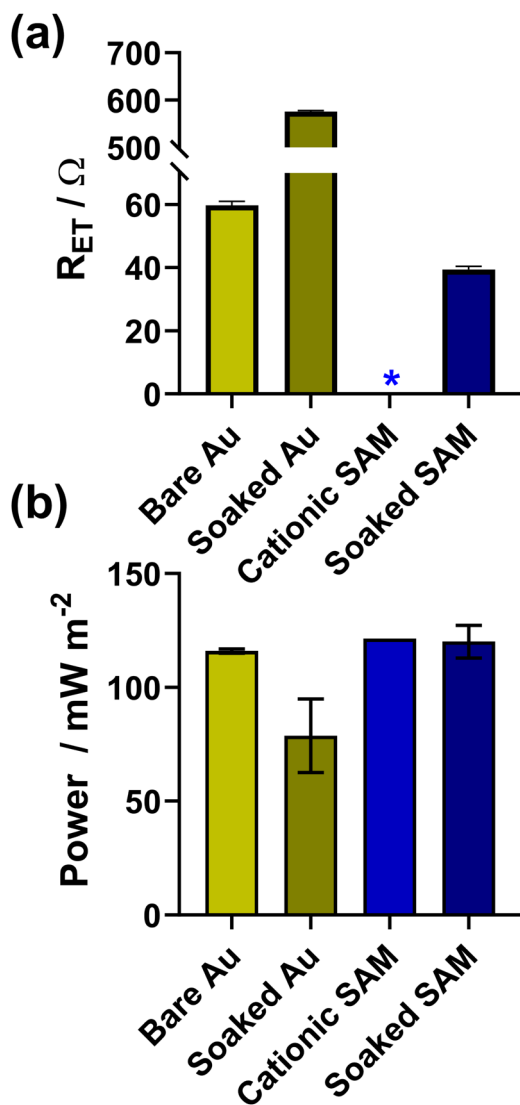 (a)
R_ET / Ω
700
600
500
60
40
20
0
*
Bare Au
Soaked Au
Cationic SAM
Soaked SAM
(b)
Power / mW m⁻²
150
100
50
0
Bare Au
Soaked Au
Cationic SAM
Soaked SAM